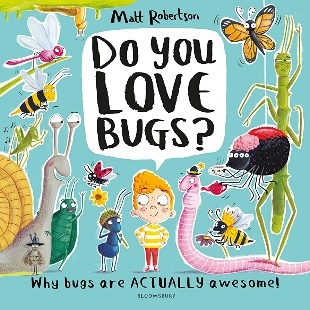 Matt Robertson
DO YOU
LOVE
BUGS?
Why bugs are ACTUALLY awesome!
BLOOMSBURY